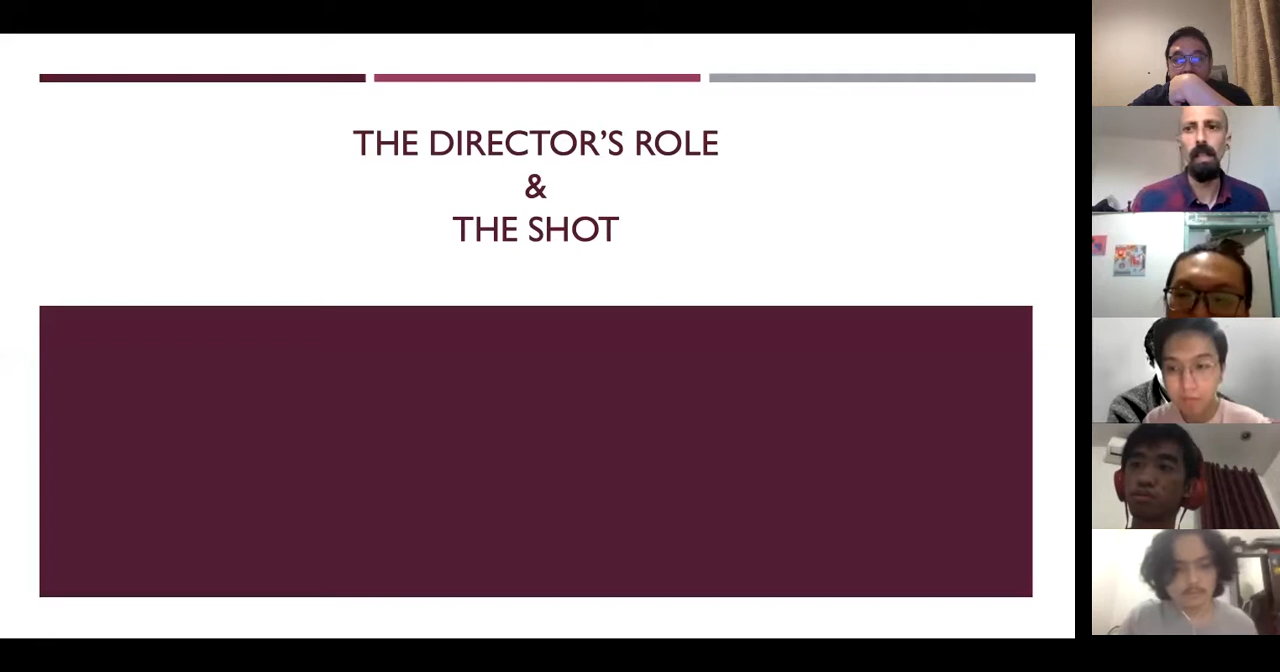 THE DIRECTOR’S ROLE
&
THE SHOT